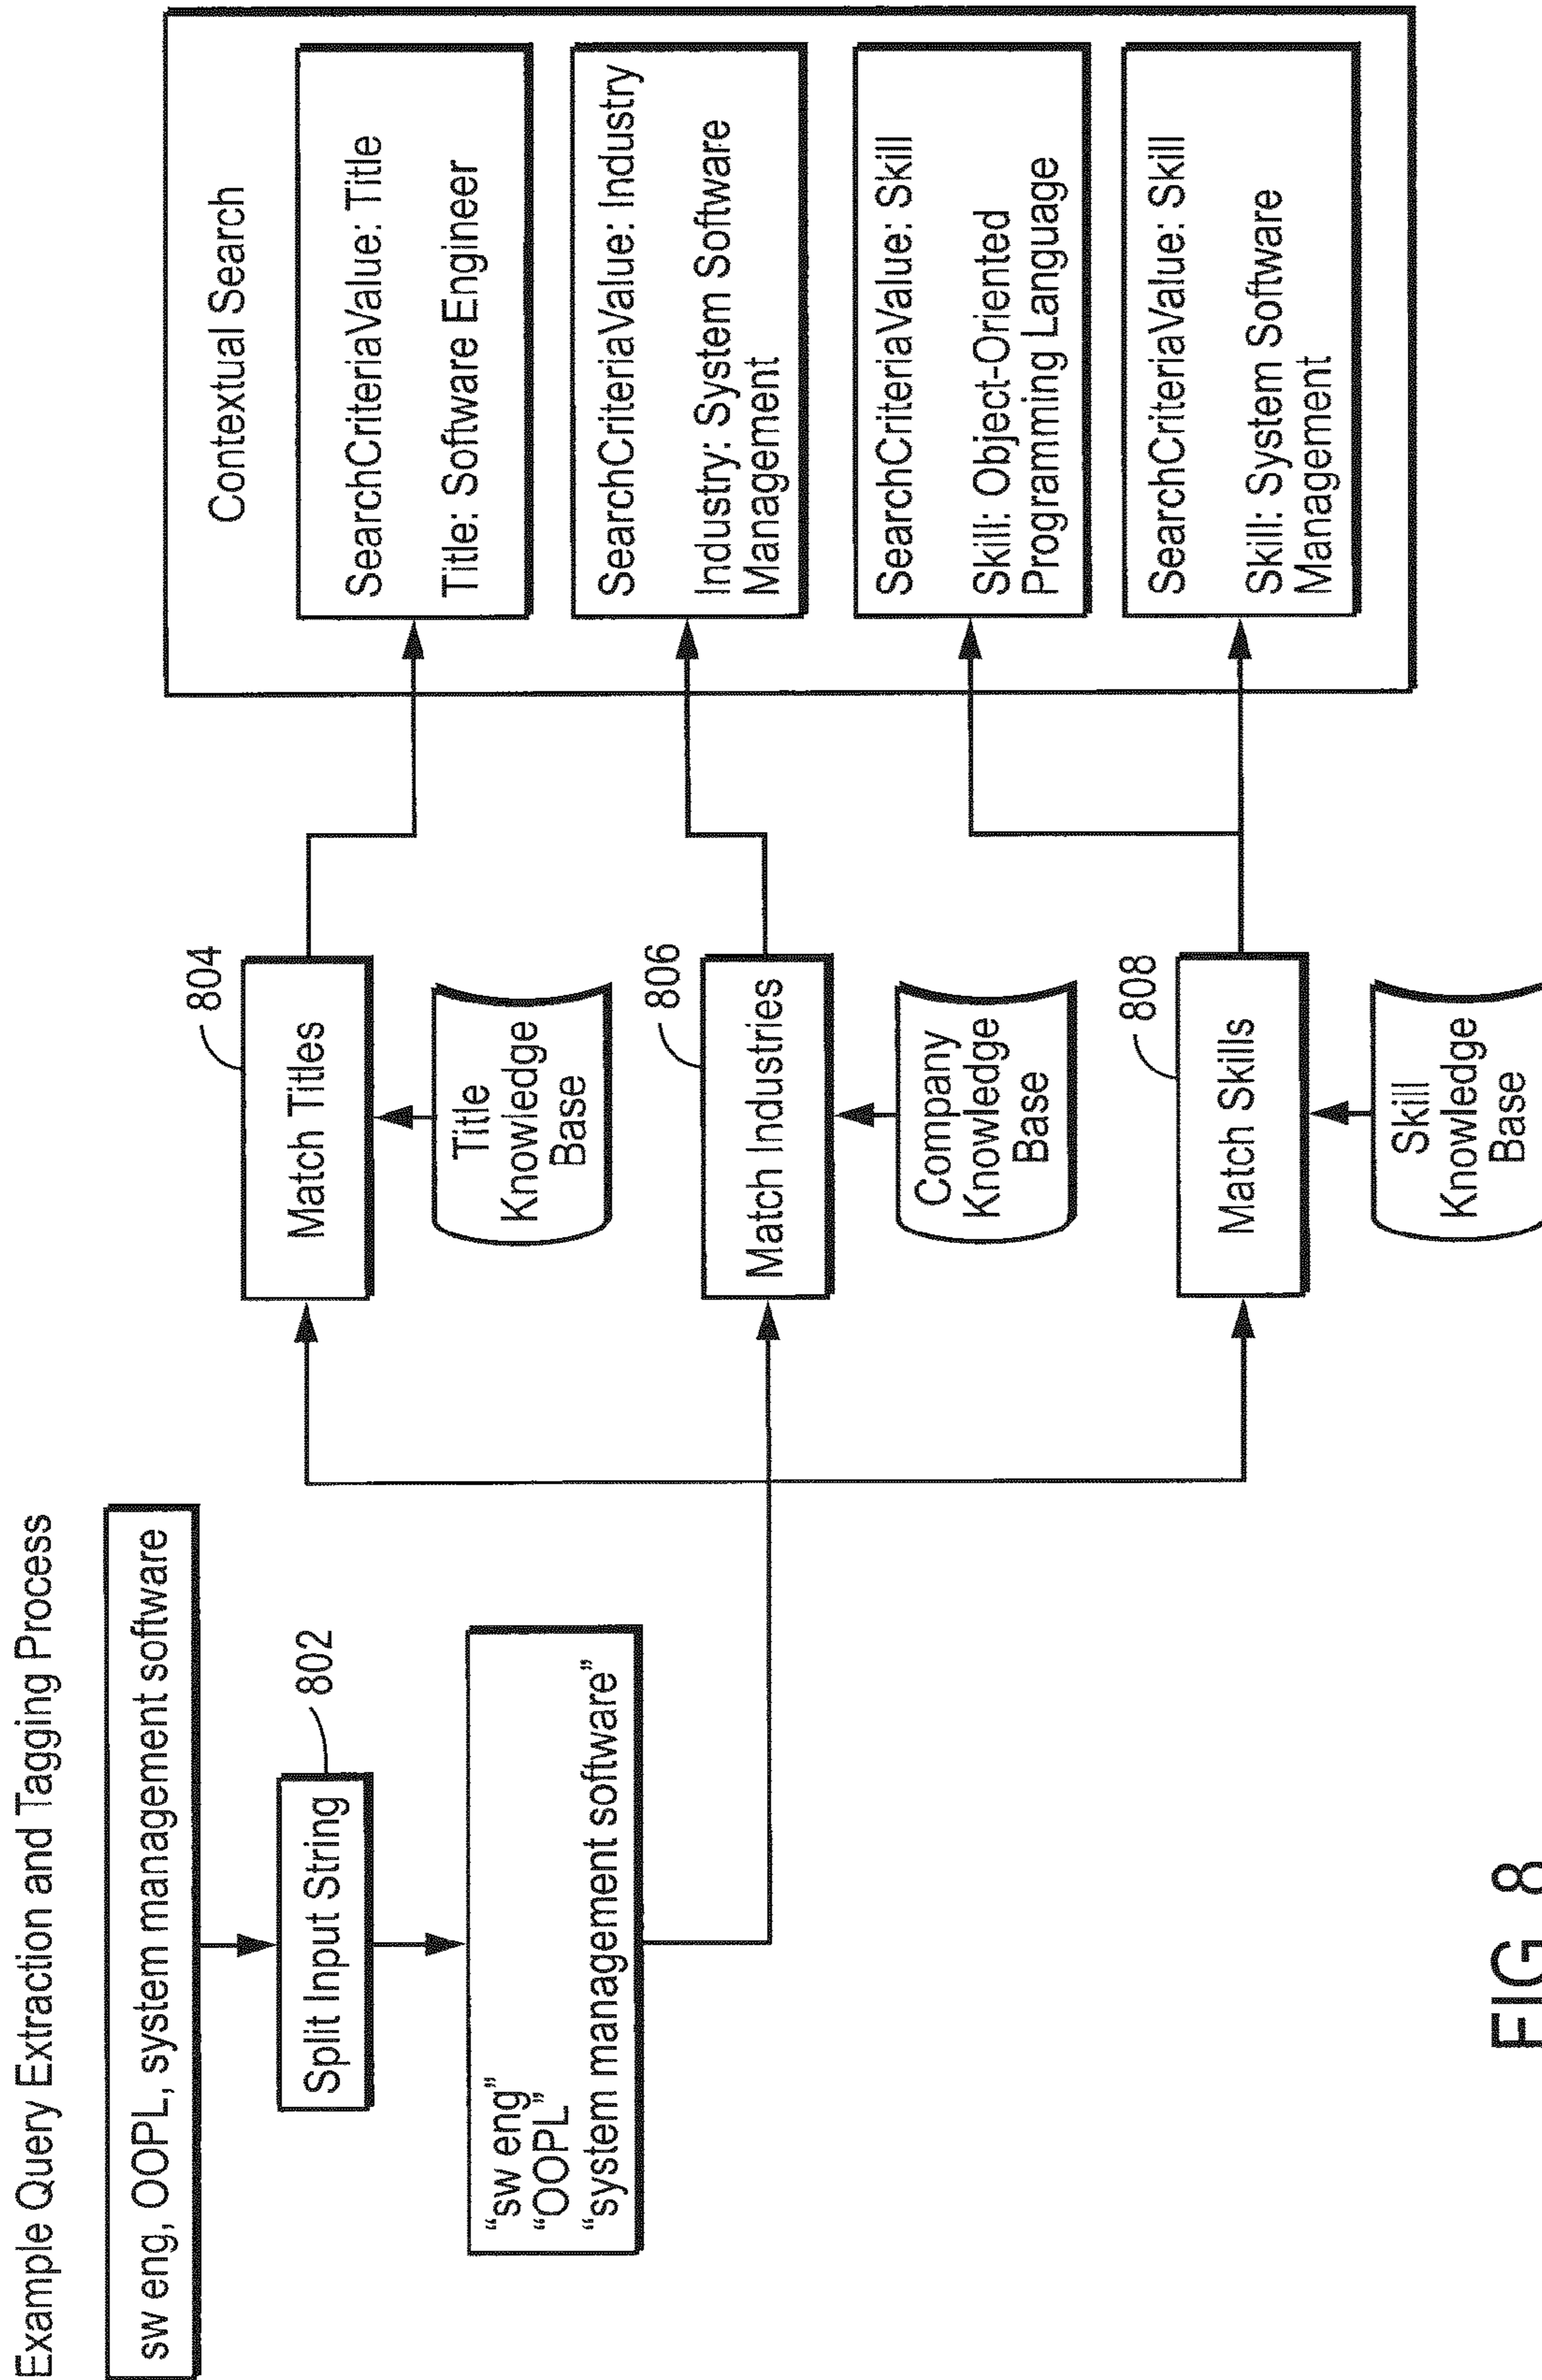 Example Query Extraction and Tagging Process
sw eng, OOPL, system management software
Split Input String
802
“sw eng”
“OOPL”
“system management software”
804
Match Titles
Title
Knowledge
Base
806
Match Industries
Company
Knowledge
Base
808
Match Skills
Skill
Knowledge
Base
Contextual Search
SearchCriteriaValue: Title
Title: Software Engineer
SearchCriteriaValue: Industry
Industry: System Software
Management
SearchCriteriaValue: Skill
Skill: Object-Oriented
Programming Language
SearchCriteriaValue: Skill
Skill: System Software
Management
FIG 8